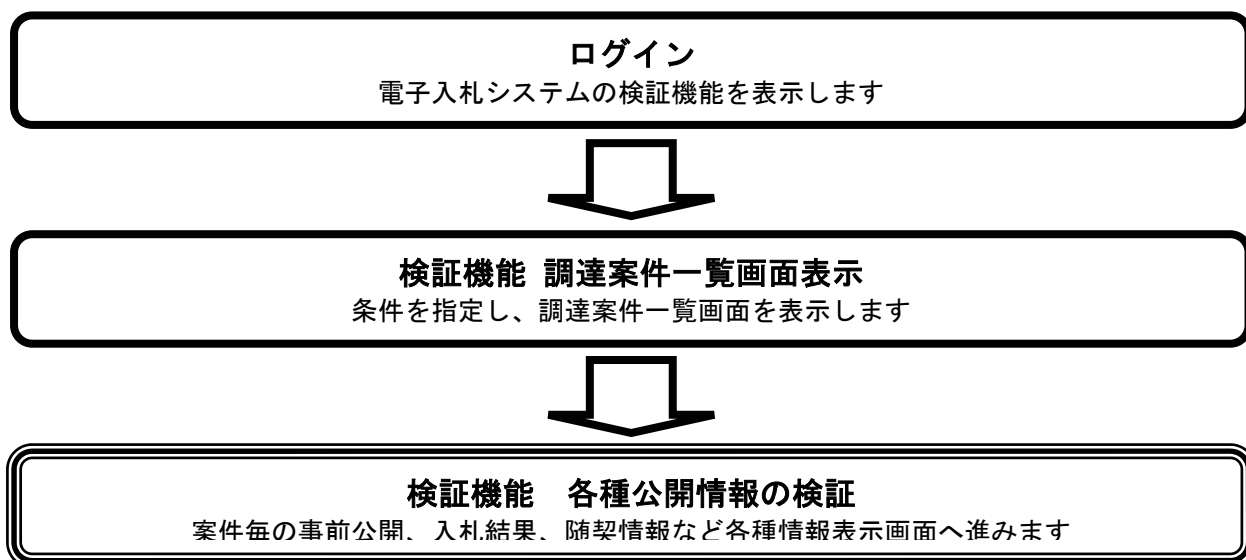 ログイン
電子入札システムの検証機能を表示します
検証機能 調達案件一覧画面表示
条件を指定し、調達案件一覧画面を表示します
検証機能　各種公開情報の検証
案件毎の事前公開、入札結果、随契情報など各種情報表示画面へ進みます